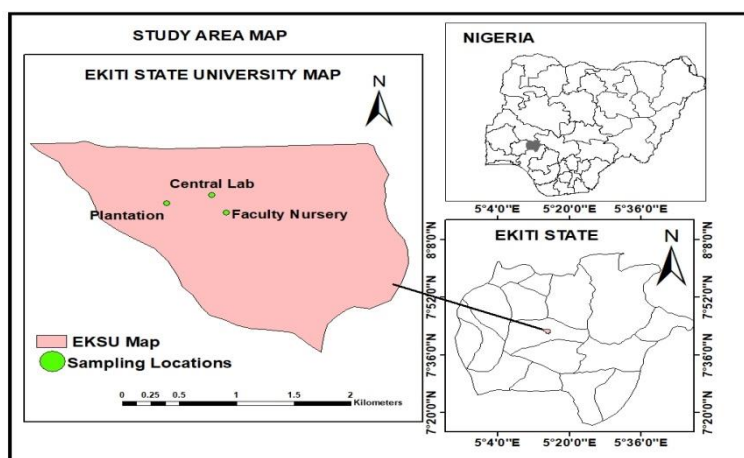 STUDY AREA MAP
EKITI STATE UNIVERSITY MAP
N
Central Lab
Plantation
Faculty Nursery
EKSU Map
Sampling Locations
0 0.25 0.5 1 1.5 2
Kilometers
NIGERIA
5°4'0"E 5°20'0"E 5°36'0"E
EKITI STATE
N
8°8'0"N
7°52'0"N
7°36'0"N
7°20'0"N
8°8'0"N
7°52'0"N
7°36'0"N
7°20'0"N
5°4'0"E 5°20'0"E 5°36'0"E